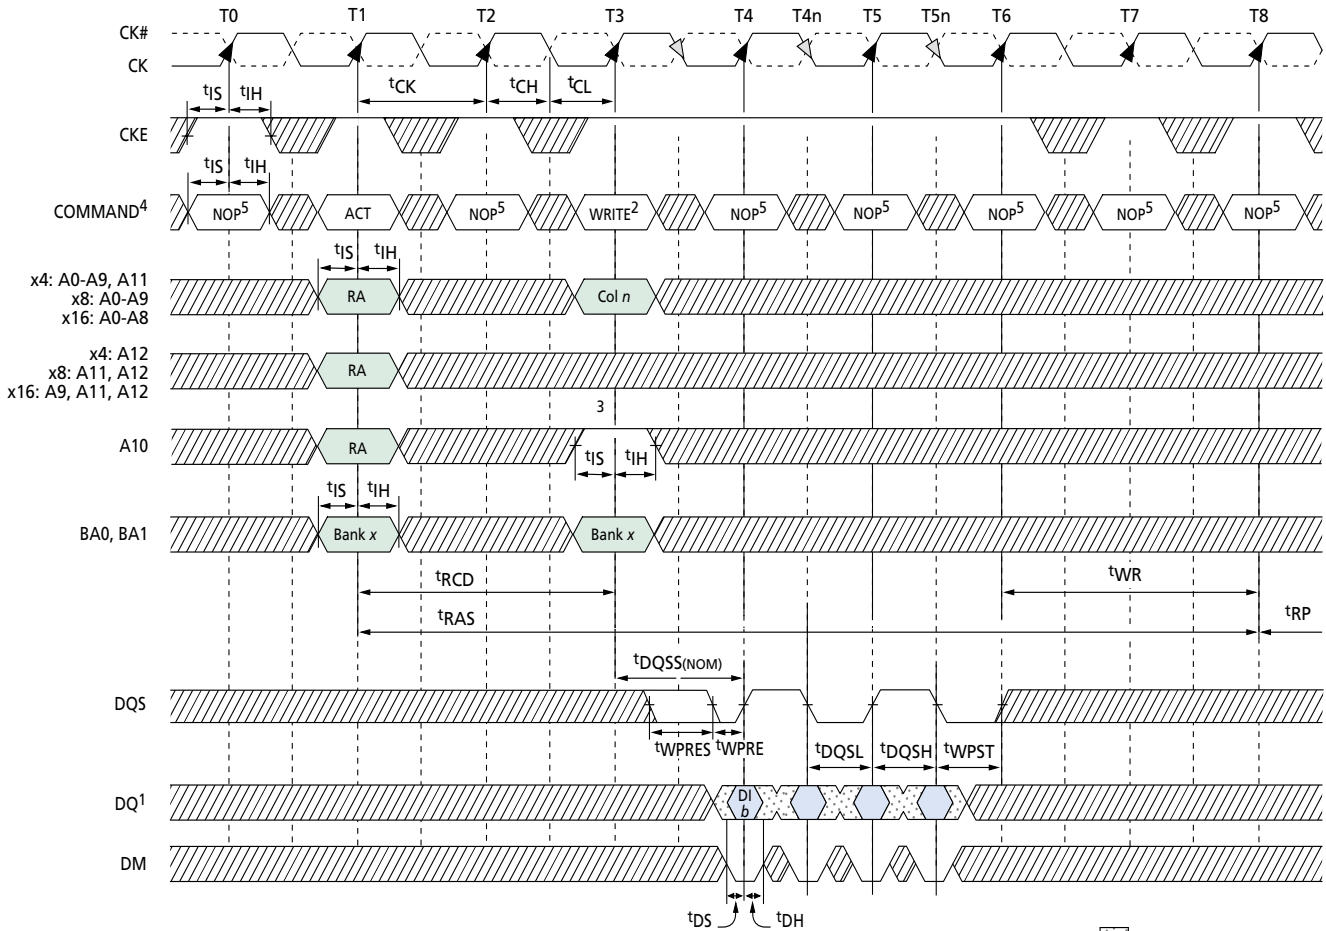 T0 T1 T2 T3 T4 T4n T5 T5n T6 T7 T8
CK#
CK
tIS tIH tCK tCH tCL
CKE
tIS tIH
COMMAND4 NOP5 ACT NOP5 WRITE2 NOP5 NOP5 NOP5 NOP5 NOP5
tIS tIH
x4: A0-A9, A11
x8: A0-A9 RA Col n
x16: A0-A8
x4: A12
x8: A11, A12 RA
x16: A9, A11, A12
3
A10 RA
tIS tIH
tIS tIH
BA0, BA1 Bank x Bank x
tRCD tWR
tRAS tRP
tDQSS(NOM)
DQS
tWPRES tWPRE tDQSL tDQSH tWPST
DQ1 DI
b
DM
tDS tDH